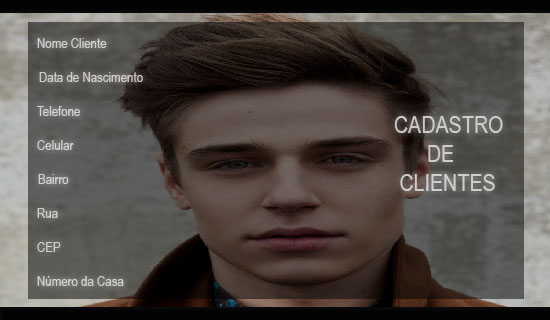 Nome Cliente
Data de Nascimento
Telefone
Celular
Bairro
Rua
CEP
Número da Casa
CADASTRO
DE
CLIENTES